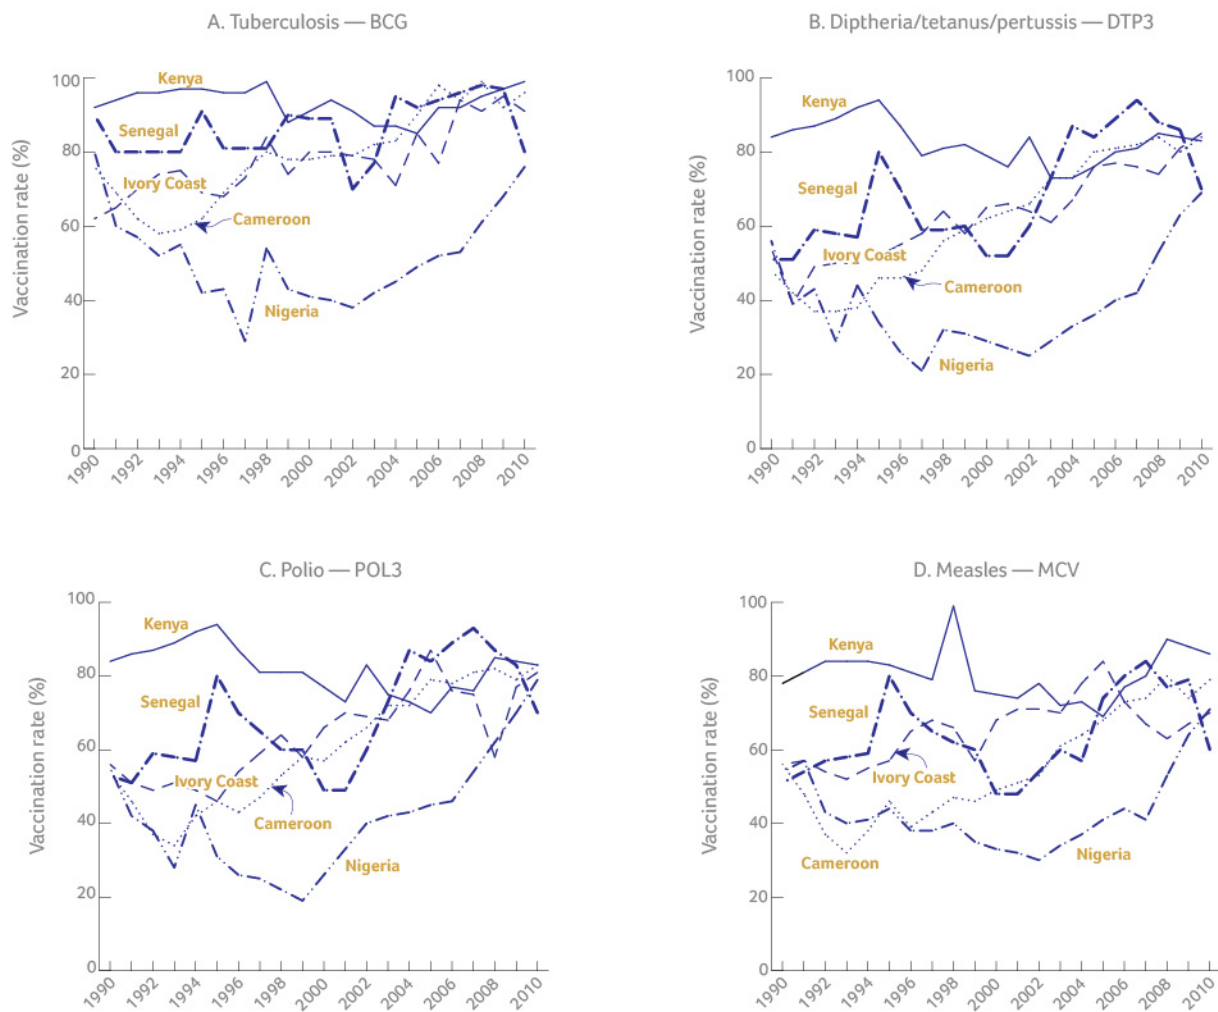 A. Tuberculosis — BCG
Vaccination rate (%)
100
80
60
40
20
0
Kenya
Senegal
Ivory Coast
Cameroon
Nigeria
1990
1992
1994
1996
1998
2000
2002
2004
2006
2008
2010
B. Diptheria/tetanus/pertussis — DTP3
Vaccination rate (%)
100
80
60
40
20
0
Kenya
Senegal
Ivory Coast
Cameroon
Nigeria
1990
1992
1994
1996
1998
2000
2002
2004
2006
2008
2010
C. Polio — POL3
Vaccination rate (%)
100
80
60
40
20
0
Kenya
Senegal
Ivory Coast
Cameroon
Nigeria
1990
1992
1994
1996
1998
2000
2002
2004
2006
2008
2010
D. Measles — MCV
Vaccination rate (%)
100
80
60
40
20
0
Kenya
Senegal
Ivory Coast
Cameroon
Nigeria
1990
1992
1994
1996
1998
2000
2002
2004
2006
2008
2010